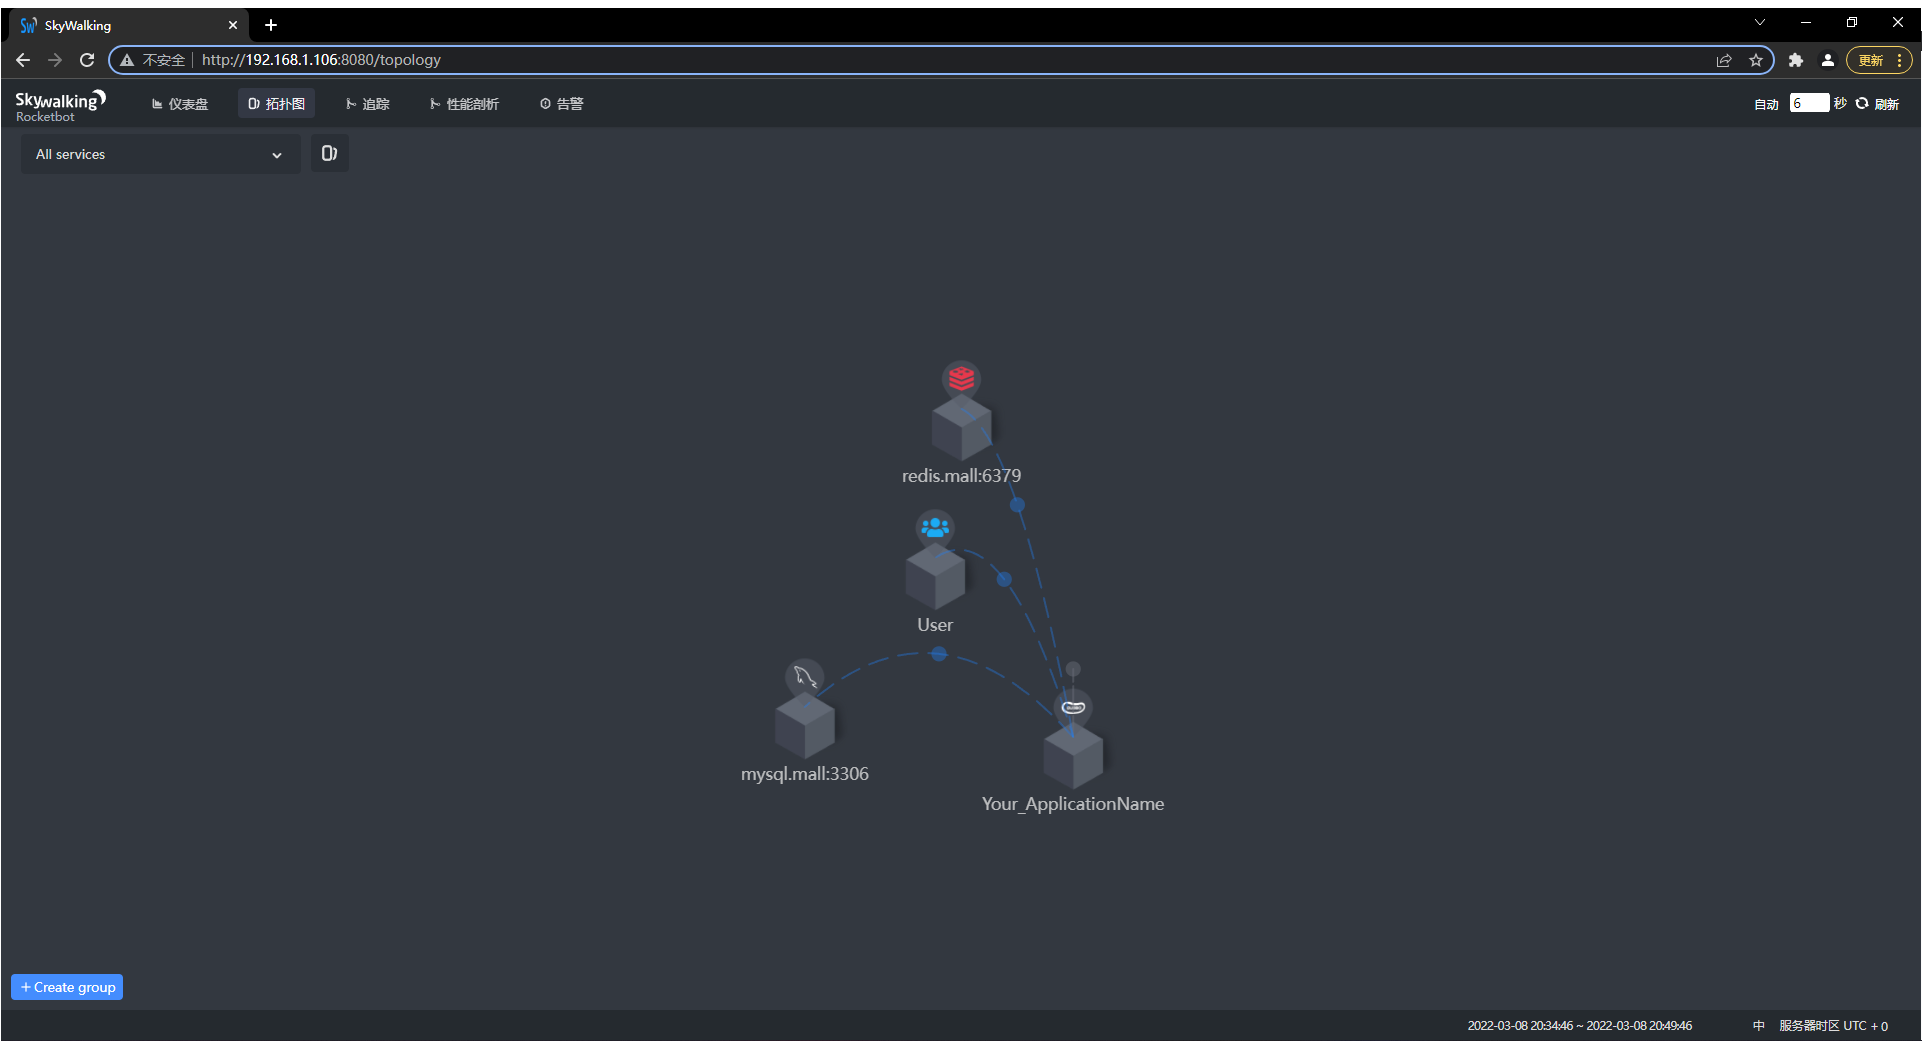 SkyWalking
不安全 http://192.168.1.106:8080/topology
更新
Skywalking
Rocketbot
仪表盘
拓扑图
追踪
性能剖析
告警
自动 6 秒 刷新
All services
redis.mall:6379
User
mysql.mall:3306
Your_ApplicationName
+ Create group
2022-03-08 20:34:46 ~ 2022-03-08 20:49:46
中 服务器时区 UTC + 0